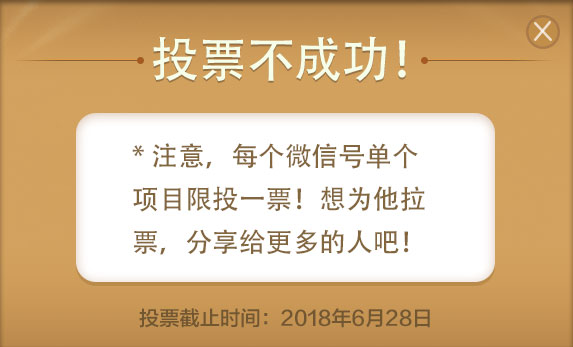 投票不成功！
* 注意，每个微信号单个
项目限投一票！想为他拉
票，分享给更多的人吧！
投票截止时间：2018年6月28日